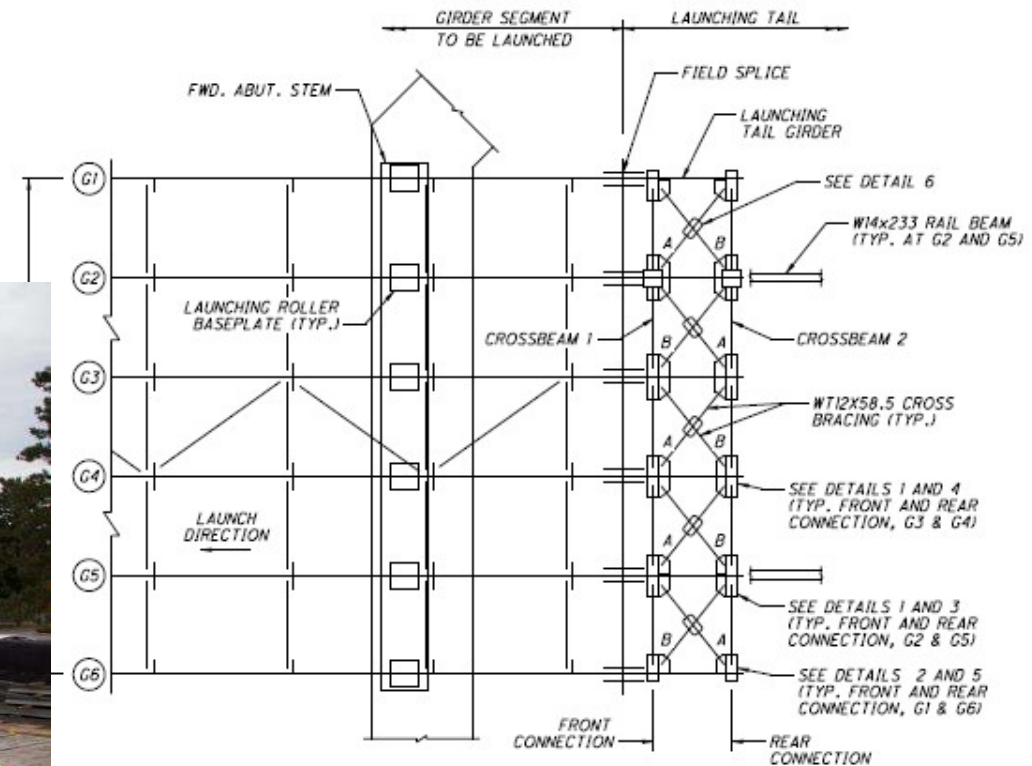 GIRDER SEGMENT
TO BE LAUNCHED
LAUNCHING TAIL
FIELD SPLICE
FWD. ABUT. STEM
LAUNCHING
TAIL GIRDER
G1
SEE DETAIL 6
W14x233 RAIL BEAM
(TYP. AT G2 AND G5)
A
B
G2
LAUNCHING ROLLER
BASEPLATE (TYP.)
CROSSBEAM 1
CROSSBEAM 2
B
A
G3
WT12X58.5 CROSS
BRACING (TYP.)
A
B
G4
SEE DETAILS 1 AND 4
(TYP. FRONT AND REAR
CONNECTION, G3 & G4)
LAUNCH
DIRECTION
A
B
G5
SEE DETAILS 1 AND 3
(TYP. FRONT AND REAR
CONNECTION, G2 & G5)
B
A
G6
SEE DETAILS 2 AND 5
(TYP. FRONT AND REAR
CONNECTION, G1 & G6)
FRONT
CONNECTION
REAR
CONNECTION